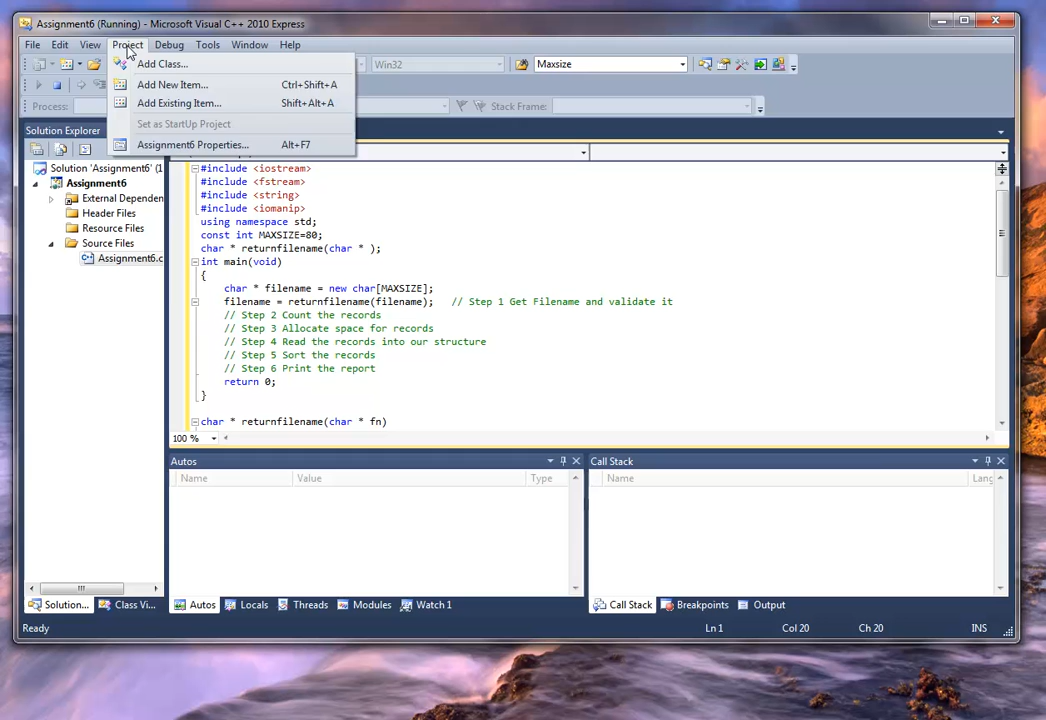 Assignment6 (Running) - Microsoft Visual C++ 2010 Express
File Edit View Project Debug Tools Window Help
Add Class...
Add New Item... Ctrl+Shift+A
Add Existing Item... Shift+Alt+A
Set as StartUp Project
Assignment6 Properties... Alt+F7
Win32
Maxsize
Process:
Stack Frame:
Solution Explorer
Solution 'Assignment6' (1
Assignment6
External Dependen
Header Files
Resource Files
Source Files
Assignment6.c
#include <iostream>
#include <fstream>
#include <string>
#include <iomanip>
using namespace std;
const int MAXSIZE=80;
char * returnfilename(char * );
int main(void)
{
char * filename = new char[MAXSIZE];
filename = returnfilename(filename); // Step 1 Get Filename and validate it
// Step 2 Count the records
// Step 3 Allocate space for records
// Step 4 Read the records into our structure
// Step 5 Sort the records
// Step 6 Print the report
return 0;
}
char * returnfilename(char * fn)
100 %
Autos
Name Value Type
Call Stack
Name Lang
Solution... Class Vi...
Autos Locals Threads Modules Watch 1
Call Stack Breakpoints Output
Ready
Ln 1 Col 20 Ch 20 INS